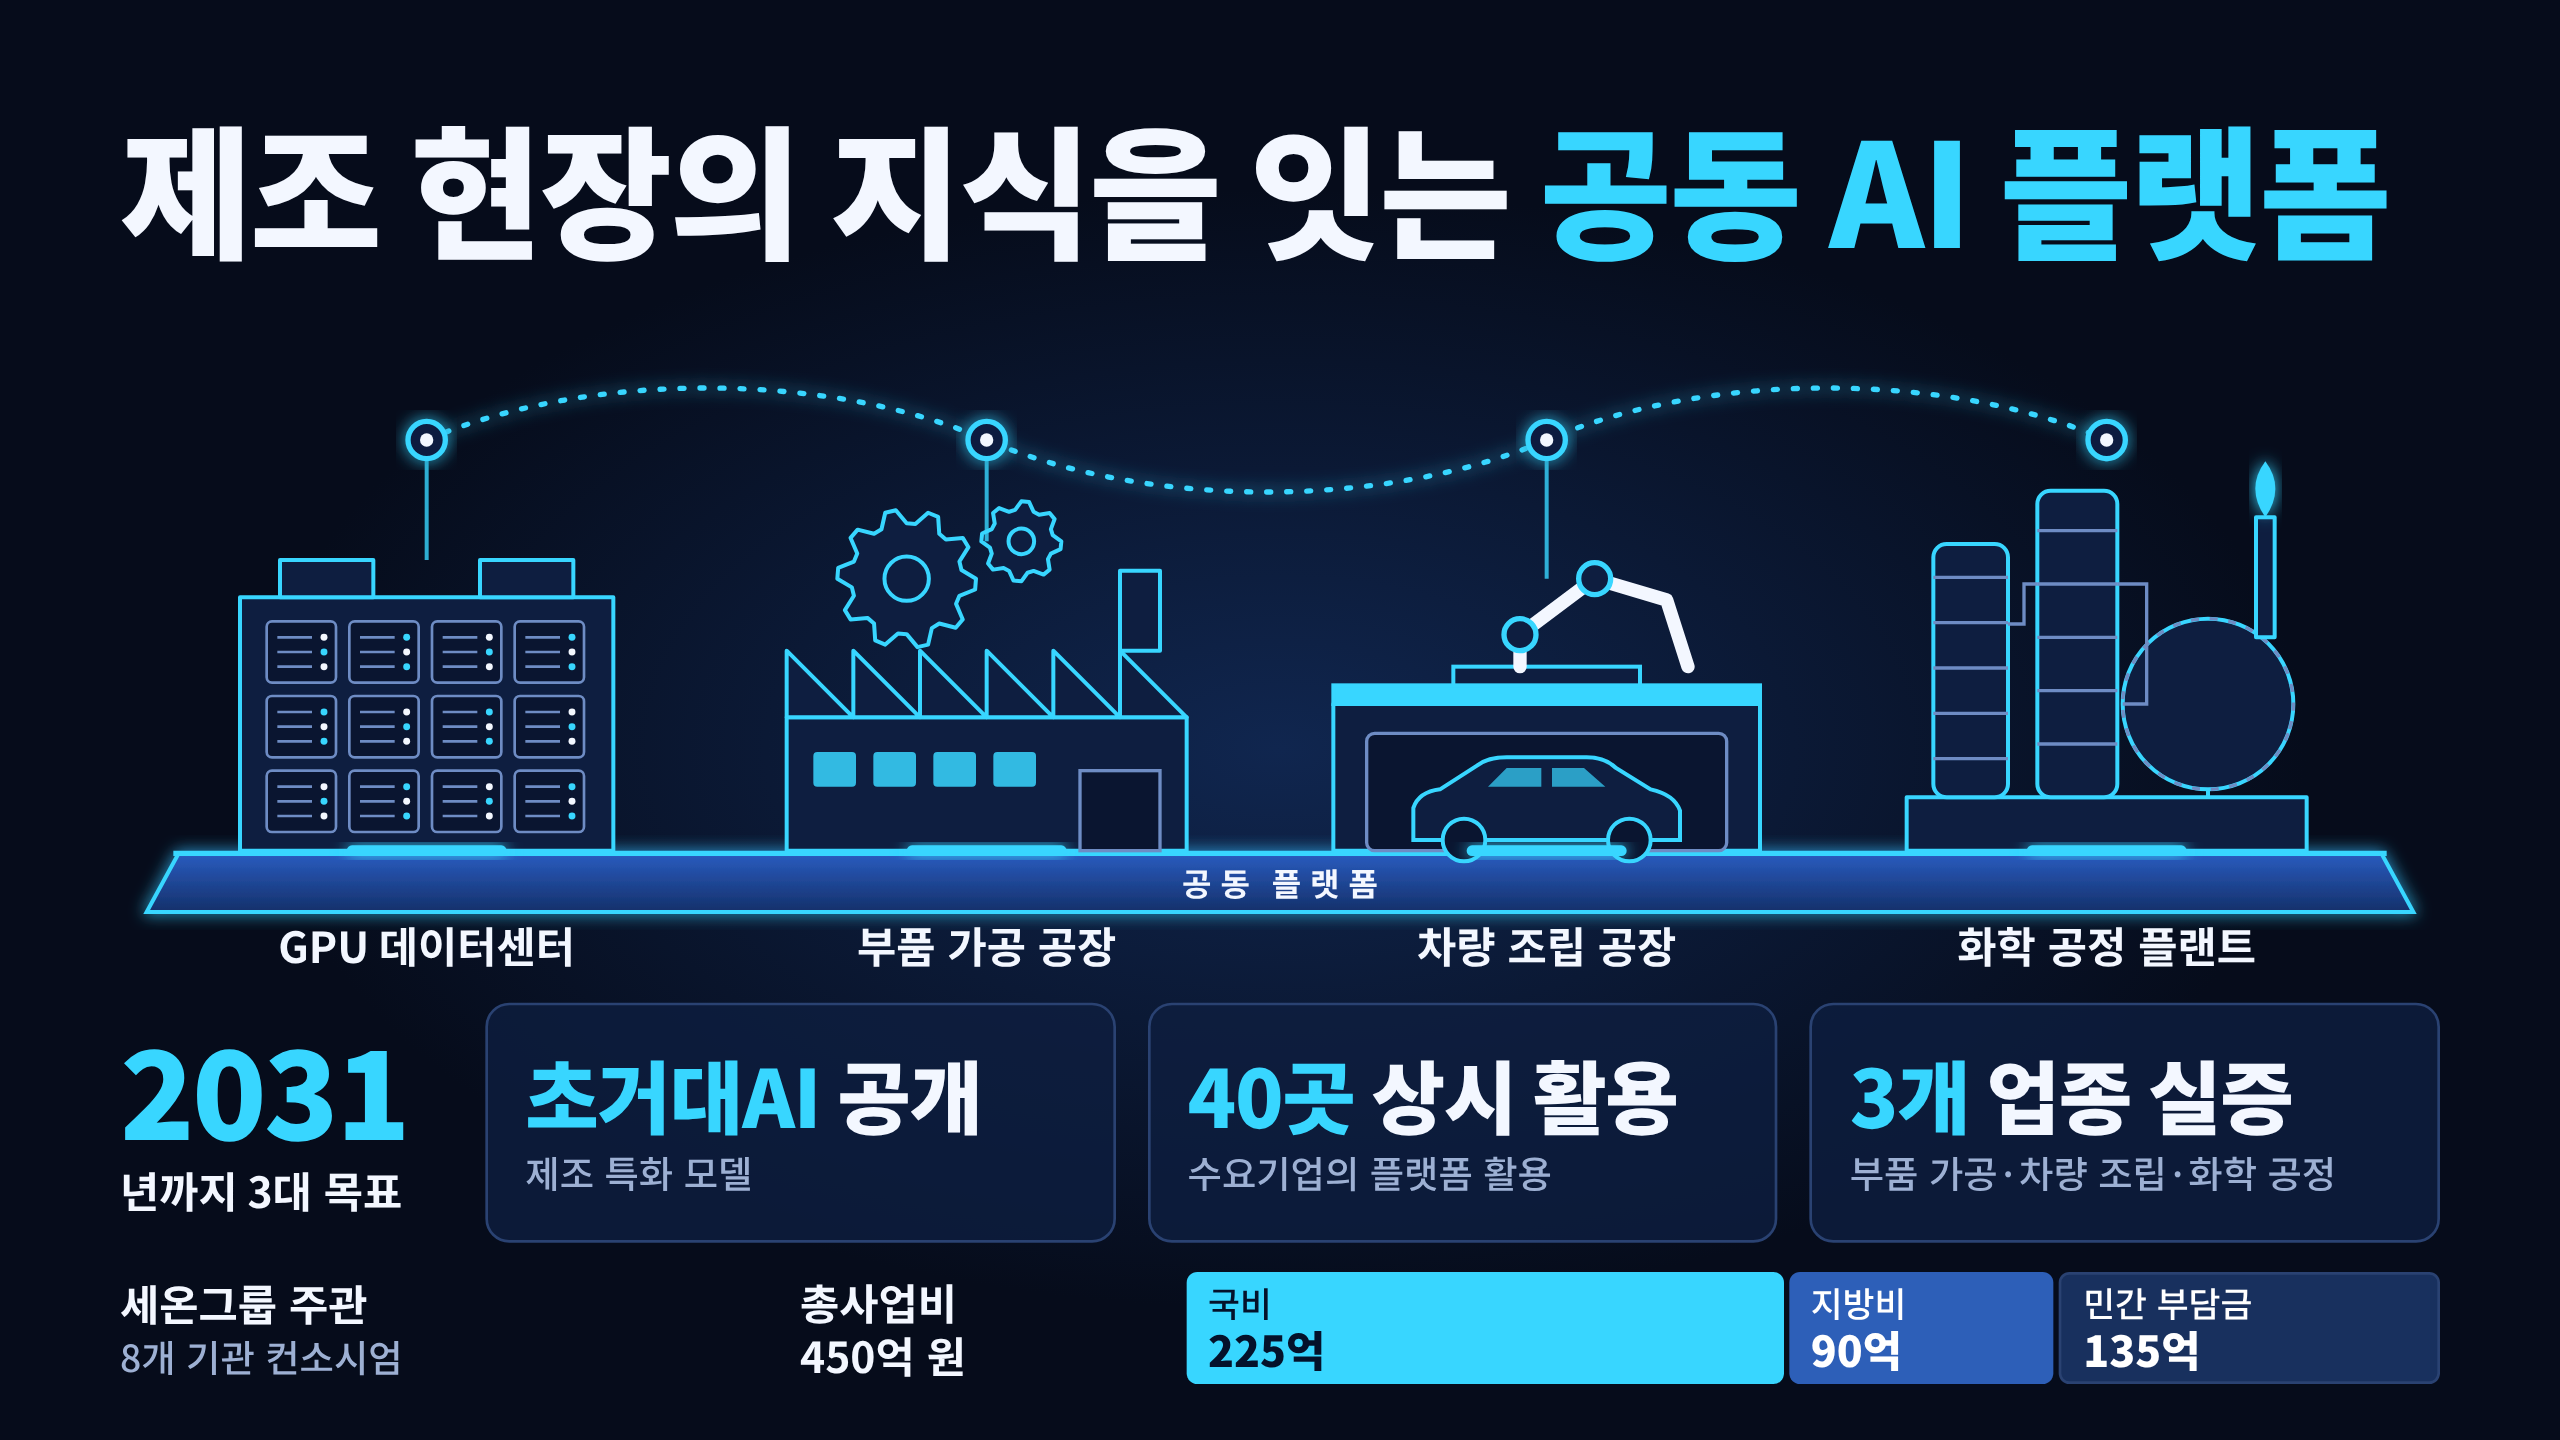 제조 현장의 지식을 잇는 공동 AI 플랫폼
공동 플랫폼
GPU 데이터센터
부품 가공 공장
차량 조립 공장
화학 공정 플랜트
2031
년까지 3대 목표
초거대AI 공개
제조 특화 모델
40곳 상시 활용
수요기업의 플랫폼 활용
3개 업종 실증
부품 가공·차량 조립·화학 공정
세온그룹 주관
8개 기관 컨소시엄
총사업비
450억 원
국비
225억
지방비
90억
민간 부담금
135억